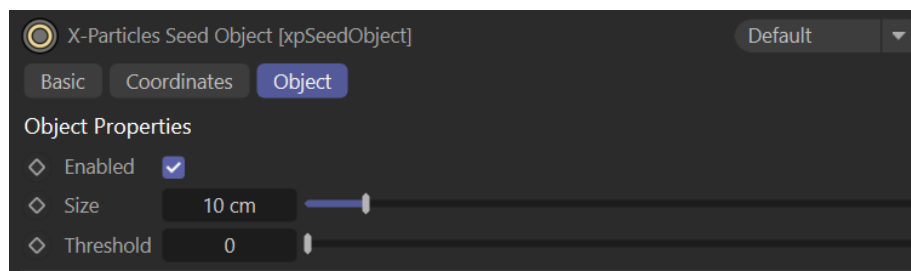 X-Particles Seed Object [xpSeedObject] Default
Basic Coordinates Object
Object Properties
Enabled
Size 10 cm
Threshold 0